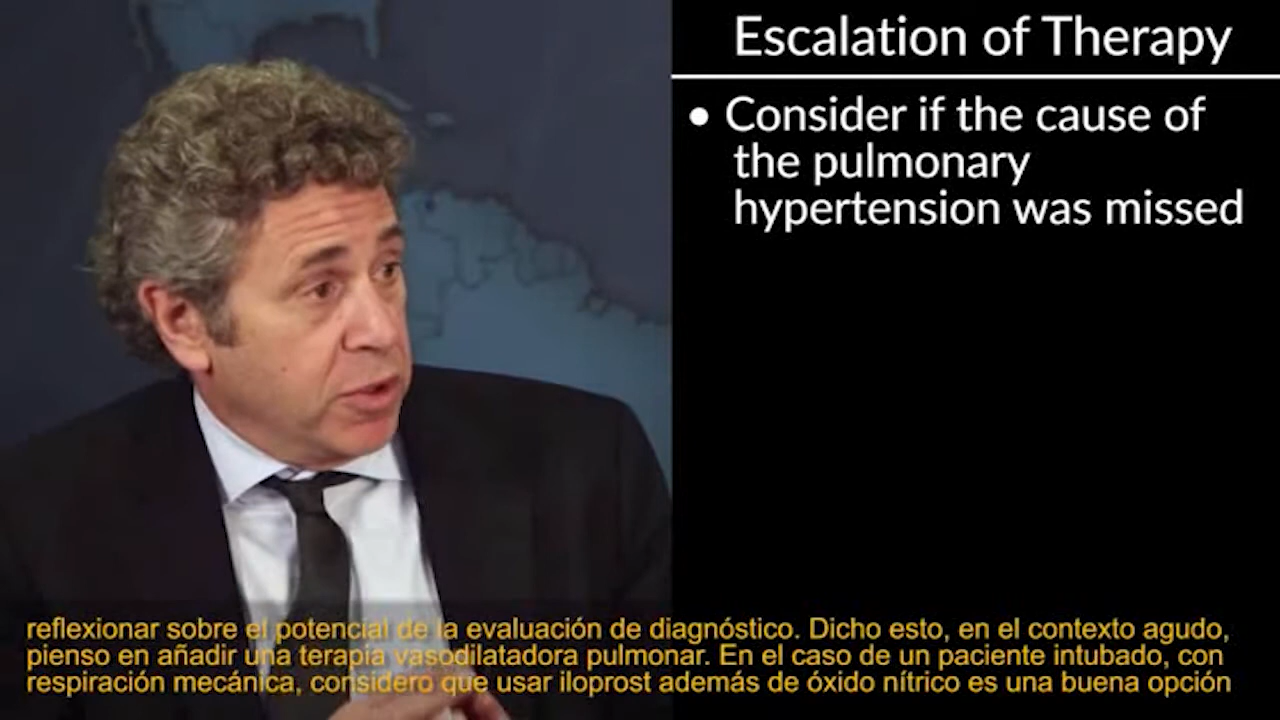 Escalation of Therapy
• Consider if the cause of
the pulmonary
hypertension was missed
reflexionar sobre el potencial de la evaluación de diagnóstico. Dicho esto, en el contexto agudo,
pienso en añadir una terapia vasodilatadora pulmonar. En el caso de un paciente intubado, con
respiración mecánica, considero que usar iloprost además de óxido nítrico es una buena opción